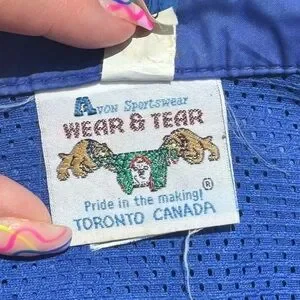 Avon Sportswear
WEAR & TEAR
®
Pride in the making!
TORONTO CANADA